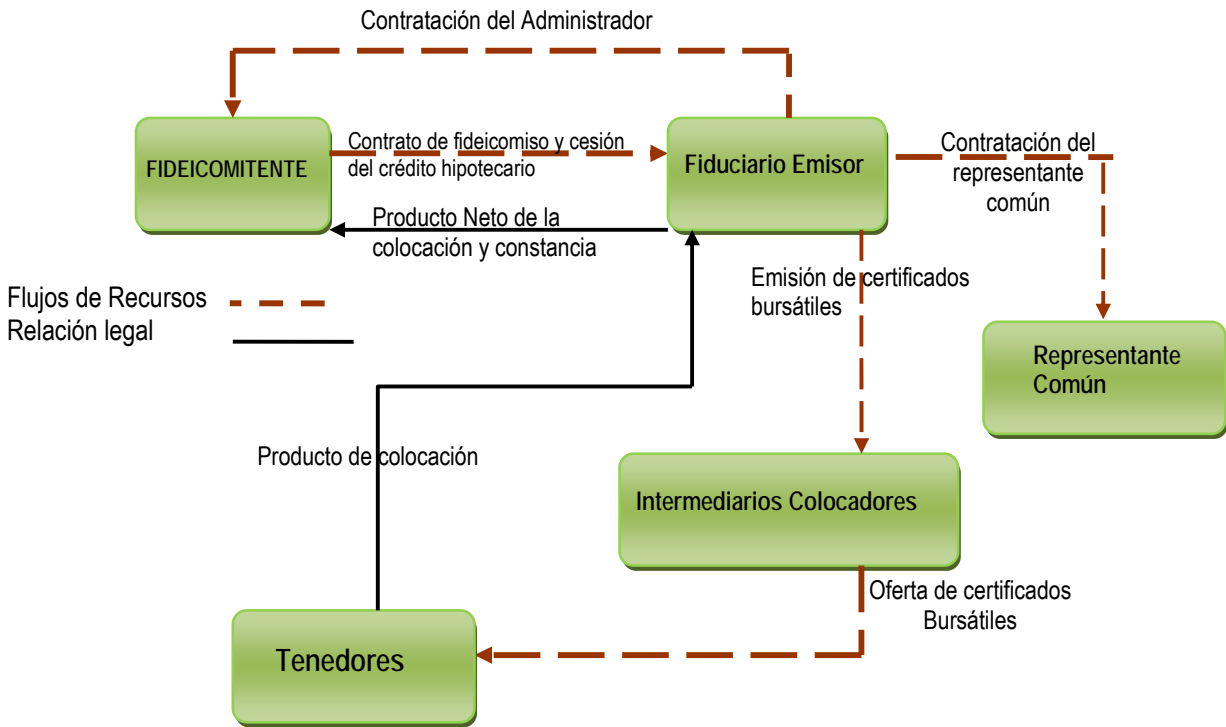 Contratación del Administrador
FIDEICOMITENTE
Contrato de fideicomiso y cesión
del crédito hipotecario
Fiduciario Emisor
Contratación del
representante
común
Producto Neto de la
colocación y constancia
Emisión de certificados
bursátiles
Flujos de Recursos
Relación legal
Representante
Común
Producto de colocación
Intermediarios Colocadores
Oferta de certificados
Bursátiles
Tenedores